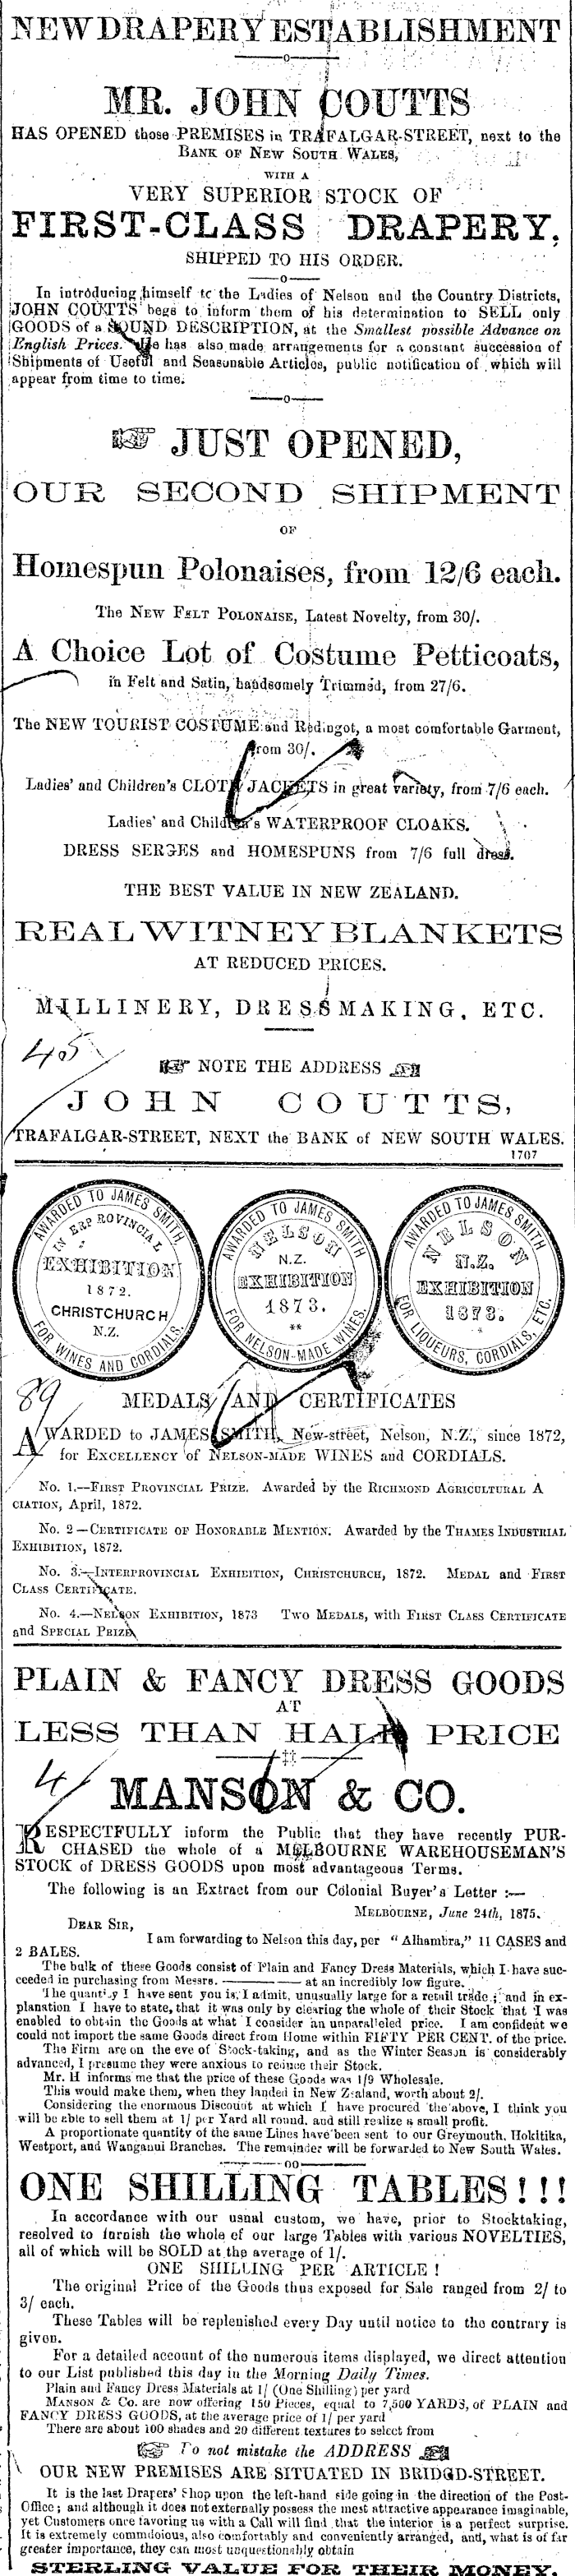 NEW DRAPERY ESTABLISHMENT
MR. JOHN COUTTS
HAS OPENED those PREMISES in TRAFALGAR-STREET, next to the
BANK OF NEW SOUTH WALES,
WITH A
VERY SUPERIOR STOCK OF
FIRST-CLASS DRAPERY,
SHIPPED TO HIS ORDER.
In introducing himself to the Ladies of Nelson and the Country Districts,
JOHN COUTTS begs to inform them of his determination to SELL only
GOODS of a SOUND DESCRIPTION, at the Smallest possible Advance on
English Prices. He has also made arrangements for a constant succession of
Shipments of Useful and Seasonable Articles, public notification of which will
appear from time to time.
☞ JUST OPENED,
OUR SECOND SHIPMENT
OF
Homespun Polonaises, from 12/6 each.
The NEW FELT POLONAISE, Latest Novelty, from 30/.
A Choice Lot of Costume Petticoats,
in Felt and Satin, handsomely Trimmed, from 27/6.
The NEW TOURIST COSTUME and Redingot, a most comfortable Garment,
from 30/.
Ladies' and Children's CLOTH JACKETS in great variety, from 7/6 each.
Ladies' and Children's WATERPROOF CLOAKS.
DRESS SERGES and HOMESPUNS from 7/6 full dress.
THE BEST VALUE IN NEW ZEALAND.
REAL WITNEY BLANKETS
AT REDUCED PRICES.
MILLINERY, DRESSMAKING, ETC.
45
☞ NOTE THE ADDRESS ☜
JOHN COUTTS,
TRAFALGAR-STREET, NEXT the BANK of NEW SOUTH WALES.
1707
AWARDED TO JAMES SMITH
INTERPROVINCIAL
EXHIBITION
1872.
CHRISTCHURCH
N.Z.
FOR WINES AND CORDIALS.
AWARDED TO JAMES SMITH
NELSON
N.Z.
EXHIBITION
1873.
**
FOR NELSON-MADE WINES.
AWARDED TO JAMES SMITH
NELSON
N.Z.
EXHIBITION
1873.
*
FOR LIQUEURS, CORDIALS, ETC.
89
MEDALS AND CERTIFICATES
AWARDED to JAMES SMITH, New-street, Nelson, N.Z., since 1872,
for EXCELLENCY of NELSON-MADE WINES and CORDIALS.
No. 1.—FIRST PROVINCIAL PRIZE. Awarded by the RICHMOND AGRICULTURAL A
CIATION, April, 1872.
No. 2—CERTIFICATE OF HONORABLE MENTION. Awarded by the THAMES INDUSTRIAL
EXHIBITION, 1872.
No. 3.—INTERPROVINCIAL EXHIBITION, CHRISTCHURCH, 1872. MEDAL and FIRST
CLASS CERTIFICATE.
No. 4.—NELSON EXHIBITION, 1873 TWO MEDALS, with FIRST CLASS CERTIFICATE
and SPECIAL PRIZE
PLAIN & FANCY DRESS GOODS
AT
LESS THAN HALF PRICE
4/
MANSON & CO.
RESPECTFULLY inform the Public that they have recently PUR-
CHASED the whole of a MELBOURNE WAREHOUSEMAN'S
STOCK of DRESS GOODS upon most advantageous Terms.
The following is an Extract from our Colonial Buyer's Letter :—
MELBOURNE, June 24th, 1875.
DEAR SIR,
I am forwarding to Nelson this day, per "Alhambra," 11 CASES and
2 BALES.
The bulk of these Goods consist of Plain and Fancy Dress Materials, which I have suc-
ceeded in purchasing from Messrs. ———— at an incredibly low figure.
The quantity I have sent you is, I admit, unusually large for a retail trade; and in ex-
planation I have to state, that it was only by clearing the whole of their Stock that I was
enabled to obtain the Goods at what I consider an unparalleled price. I am confident we
could not import the same Goods direct from Home within FIFTY PER CENT. of the price.
The Firm are on the eve of Stock-taking, and as the Winter Season is considerably
advanced, I presume they were anxious to reduce their Stock.
Mr. H informs me that the price of these Goods was 1/9 Wholesale.
This would make them, when they landed in New Zealand, worth about 2/.
Considering the enormous Discount at which I have procured the above, I think you
will be able to sell them at 1/ per Yard all round, and still realize a small profit.
A proportionate quantity of the same Lines have been sent to our Greymouth, Hokitika,
Westport, and Wanganui Branches. The remainder will be forwarded to New South Wales.
ONE SHILLING TABLES!!!
In accordance with our usual custom, we have, prior to Stocktaking,
resolved to furnish the whole of our large Tables with various NOVELTIES,
all of which will be SOLD at the average of 1/.
ONE SHILLING PER ARTICLE !
The original Price of the Goods thus exposed for Sale ranged from 2/ to
3/ each.
These Tables will be replenished every Day until notice to the contrary is
given.
For a detailed account of the numerous items displayed, we direct attention
to our List published this day in the Morning Daily Times.
Plain and Fancy Dress Materials at 1/ (One Shilling) per yard
MANSON & Co. are now offering 150 Pieces, equal to 7,500 YARDS, of PLAIN and
FANCY DRESS GOODS, at the average price of 1/ per yard
There are about 100 shades and 20 different textures to select from
☞ To not mistake the ADDRESS ☜
OUR NEW PREMISES ARE SITUATED IN BRIDGD-STREET.
It is the last Drapers' Shop upon the left-hand side going in the direction of the Post-
Office; and although it does not externally possess the most attractive appearance imaginable,
yet Customers once favoring us with a Call will find that the interior is a perfect surprise.
It is extremely commdoious, also comfortably and conveniently arranged, and, what is of far
greater importance, they can most unquestionably obtain
STERLING VALUE FOR THEIR MONEY.